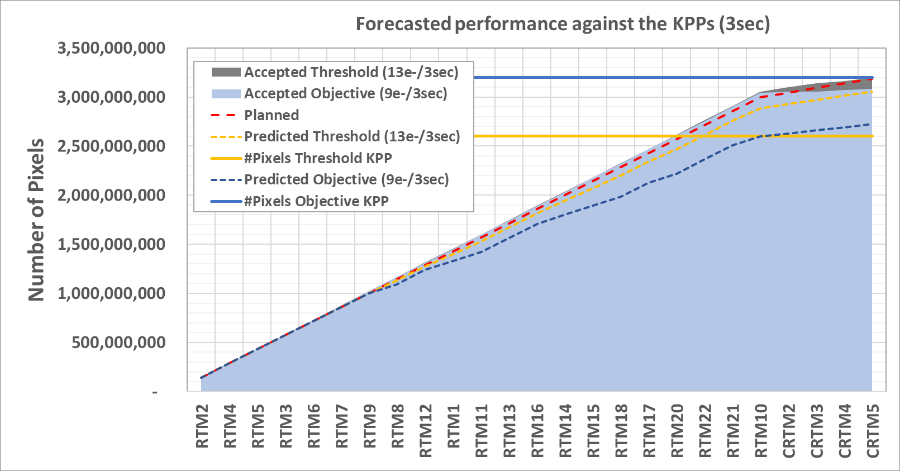 Forecasted performance against the KPPs (3sec)
Number of Pixels
3,500,000,000
3,000,000,000
2,500,000,000
2,000,000,000
1,500,000,000
1,000,000,000
500,000,000
-
Accepted Threshold (13e-/3sec)
Accepted Objective (9e-/3sec)
Planned
Predicted Threshold (13e-/3sec)
#Pixels Threshold KPP
Predicted Objective (9e-/3sec)
#Pixels Objective KPP
RTM2
RTM4
RTM5
RTM3
RTM6
RTM7
RTM9
RTM8
RTM12
RTM1
RTM11
RTM13
RTM16
RTM14
RTM15
RTM18
RTM17
RTM20
RTM22
RTM21
RTM10
CRTM2
CRTM3
CRTM4
CRTM5